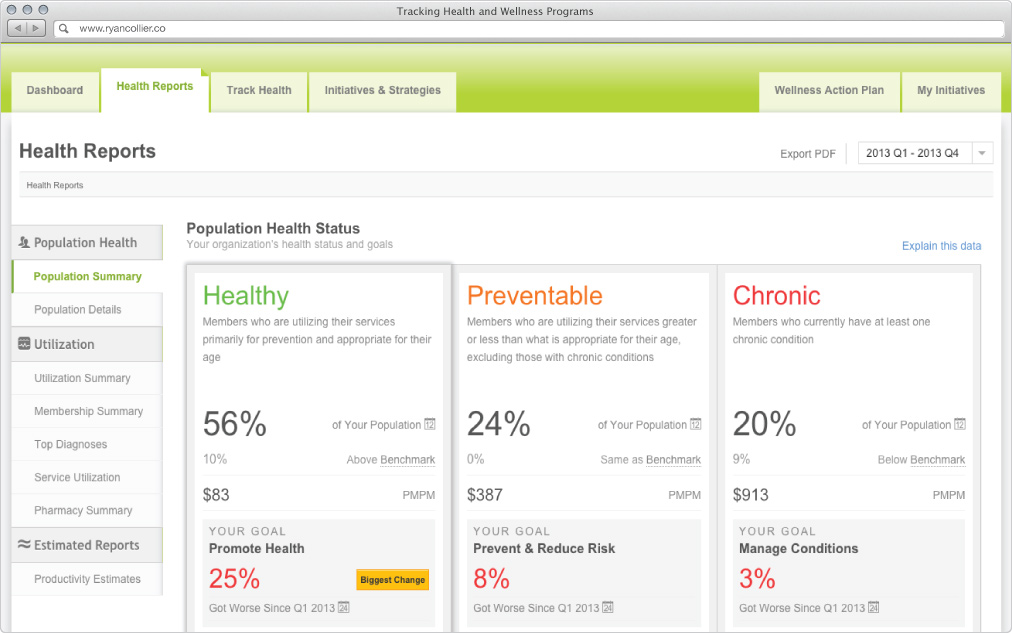 Tracking Health and Wellness Programs
www.ryancollier.co
Dashboard
Health Reports
Track Health
Initiatives & Strategies
Wellness Action Plan
My Initiatives
Health Reports
Export PDF
2013 Q1 - 2013 Q4
Health Reports
Population Health
Population Summary
Population Details
Utilization
Utilization Summary
Membership Summary
Top Diagnoses
Service Utilization
Pharmacy Summary
Estimated Reports
Productivity Estimates
Population Health Status
Your organization's health status and goals
Explain this data
Healthy
Members who are utilizing their services
primarily for prevention and appropriate for their
age
56% of Your Population 12
10% Above Benchmark
$83 PMPM
YOUR GOAL
Promote Health
25% Biggest Change
Got Worse Since Q1 2013 24
Preventable
Members who are utilizing their services greater
or less than what is appropriate for their age,
excluding those with chronic conditions
24% of Your Population 12
0% Same as Benchmark
$387 PMPM
YOUR GOAL
Prevent & Reduce Risk
8%
Got Worse Since Q1 2013 24
Chronic
Members who currently have at least one
chronic condition
20% of Your Population 12
9% Below Benchmark
$913 PMPM
YOUR GOAL
Manage Conditions
3%
Got Worse Since Q1 2013 24